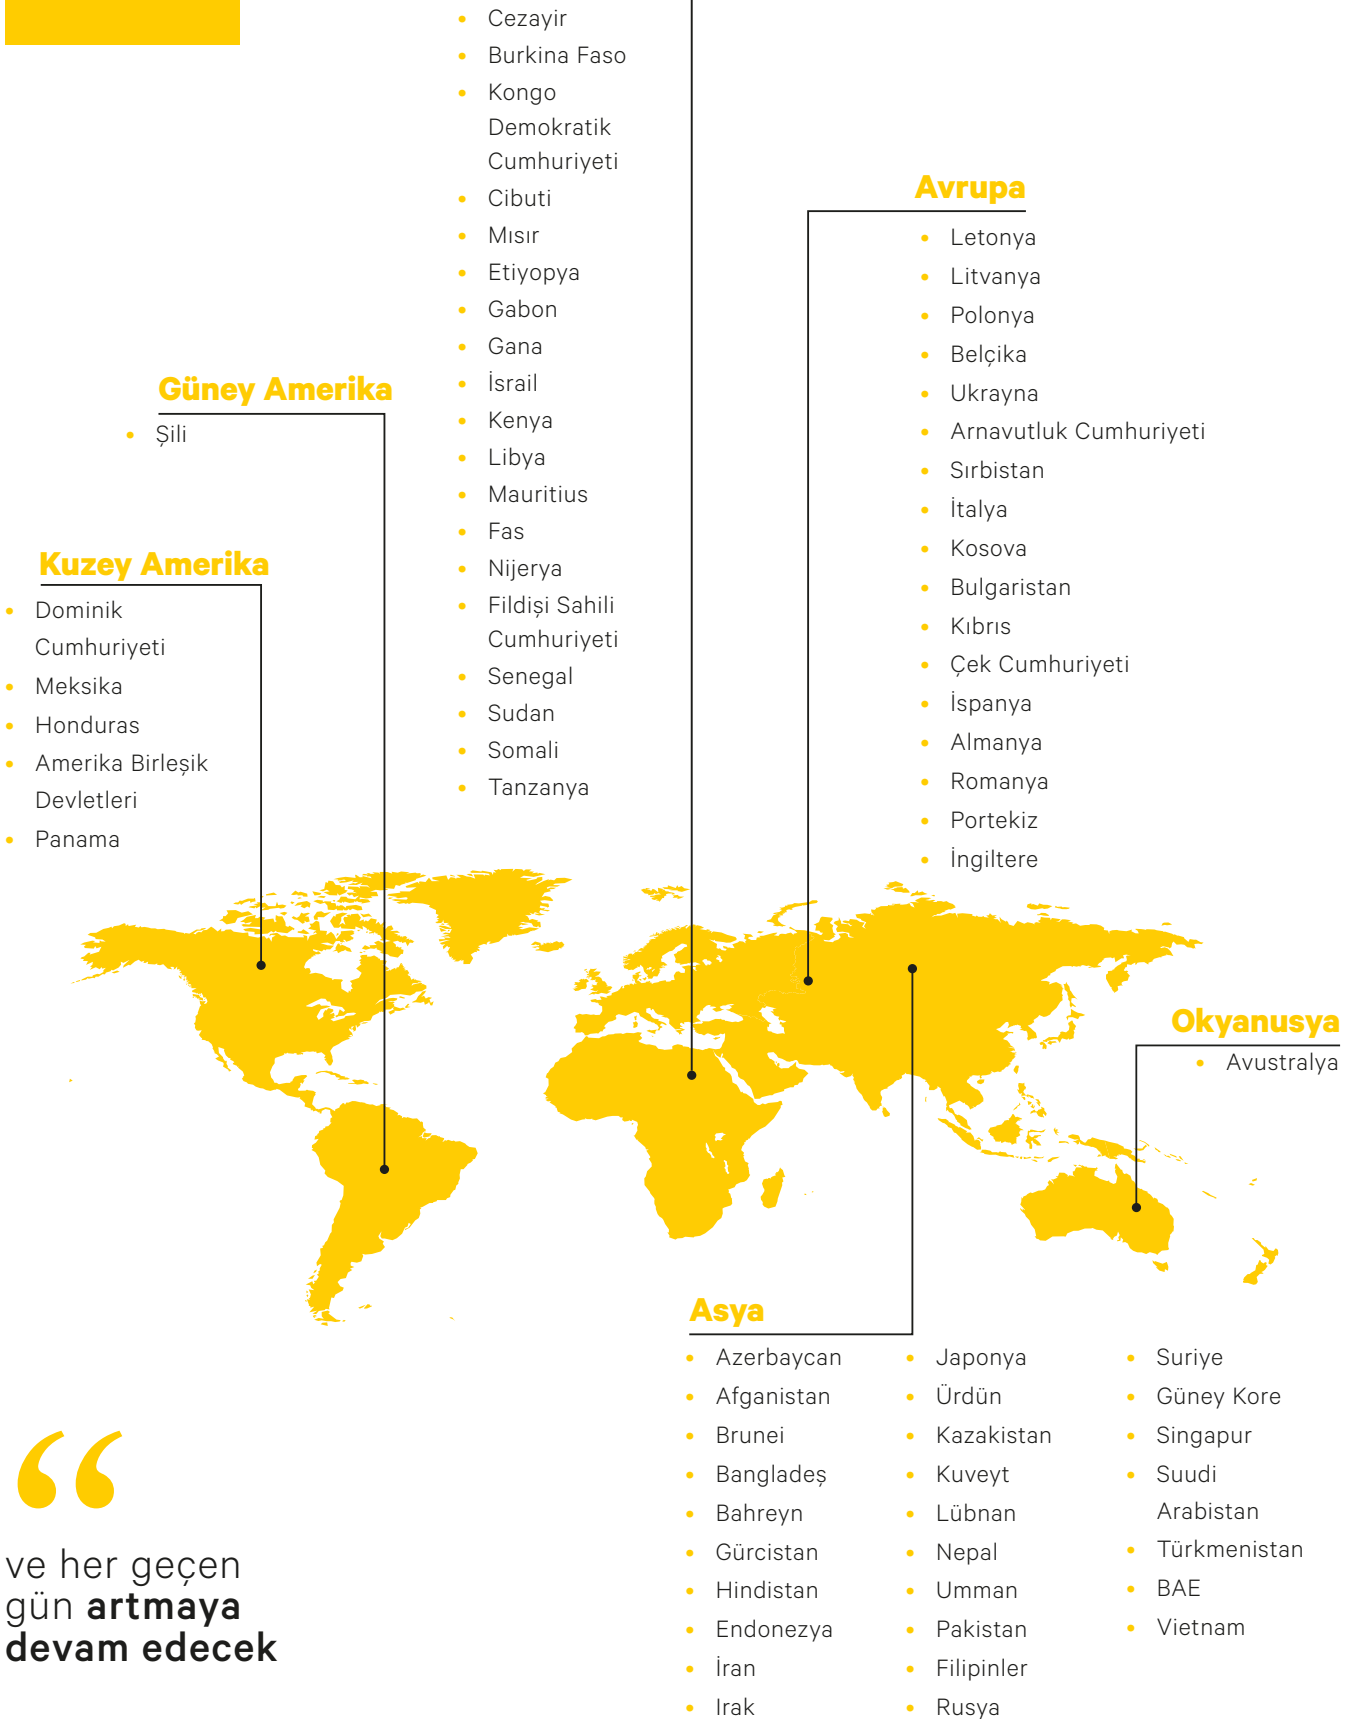 Cezayir
Burkina Faso
Kongo
Demokratik
Cumhuriyeti
Cibuti
Mısır
Etiyopya
Gabon
Gana
İsrail
Kenya
Libya
Mauritius
Fas
Nijerya
Fildişi Sahili
Cumhuriyeti
Senegal
Sudan
Somali
Tanzanya
Avrupa
Letonya
Litvanya
Polonya
Belçika
Ukrayna
Arnavutluk Cumhuriyeti
Sırbistan
İtalya
Kosova
Bulgaristan
Kıbrıs
Çek Cumhuriyeti
İspanya
Almanya
Romanya
Portekiz
İngiltere
Güney Amerika
Şili
Kuzey Amerika
Dominik
Cumhuriyeti
Meksika
Honduras
Amerika Birleşik
Devletleri
Panama
Okyanusya
Avustralya
Asya
Azerbaycan
Afganistan
Brunei
Bangladeş
Bahreyn
Gürcistan
Hindistan
Endonezya
İran
Irak
Japonya
Ürdün
Kazakistan
Kuveyt
Lübnan
Nepal
Umman
Pakistan
Filipinler
Rusya
Suriye
Güney Kore
Singapur
Suudi
Arabistan
Türkmenistan
BAE
Vietnam
“
ve her geçen
gün artmaya
devam edecek